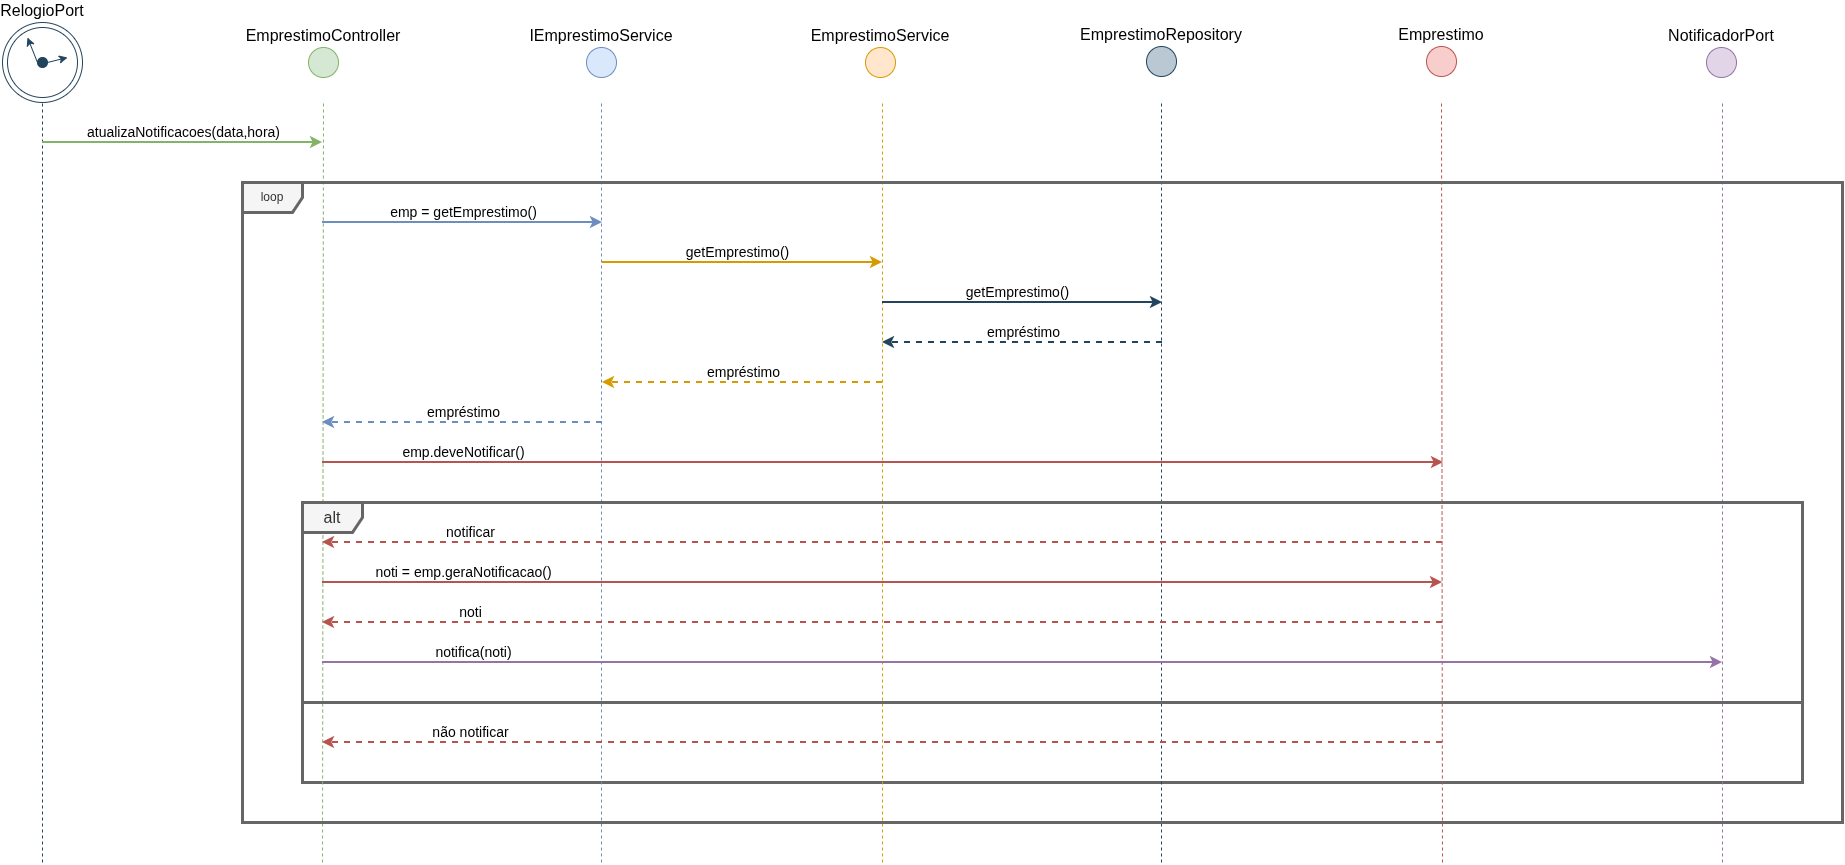 RelogioPort
EmprestimoController
IEmprestimoService
EmprestimoService
EmprestimoRepository
Emprestimo
NotificadorPort
atualizaNotificacoes(data,hora)
loop
emp = getEmprestimo()
getEmprestimo()
getEmprestimo()
empréstimo
empréstimo
empréstimo
emp.deveNotificar()
alt
notificar
noti = emp.geraNotificacao()
noti
notifica(noti)
não notificar